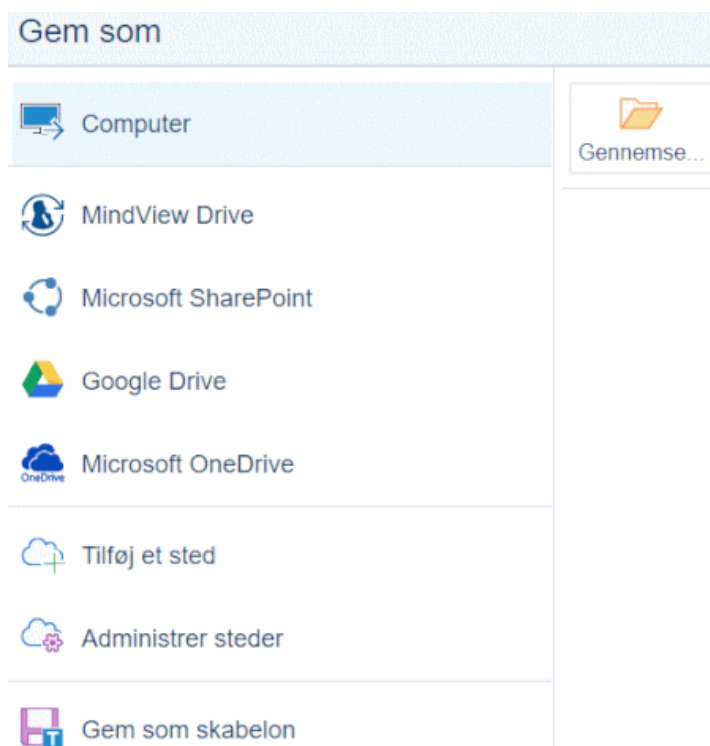 Gem som
Computer
Gennemse...
MindView Drive
Microsoft SharePoint
Google Drive
Microsoft OneDrive
OneDrive
Tilføj et sted
Administrer steder
Gem som skabelon
T